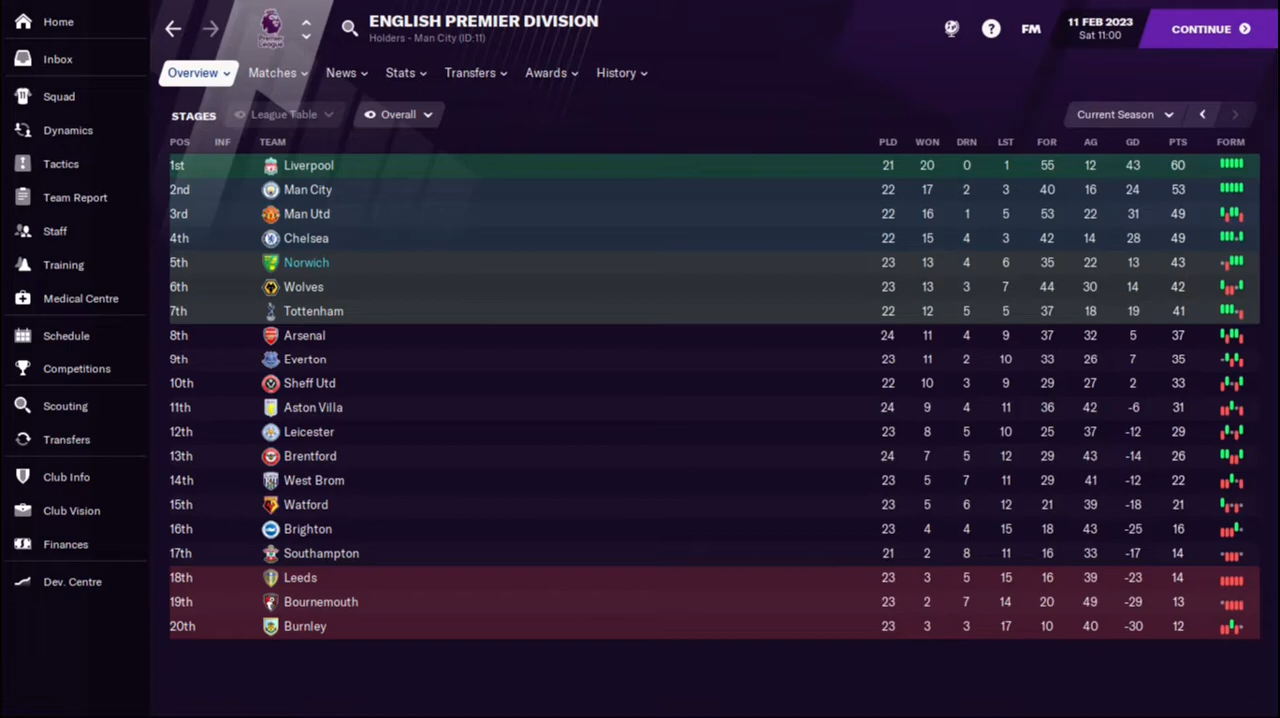 Home
Inbox
Squad
Dynamics
Tactics
Team Report
Staff
Training
Medical Centre
Schedule
Competitions
Scouting
Transfers
Club Info
Club Vision
Finances
Dev. Centre
Premier League
ENGLISH PREMIER DIVISION
Holders - Man City (ID:11)
? FM 11 FEB 2023
Sat 11:00
CONTINUE
Overview Matches News Stats Transfers Awards History
STAGES League Table Overall Current Season
POS INF TEAM PLD WON DRN LST FOR AG GD PTS FORM
1st Liverpool 21 20 0 1 55 12 43 60
2nd Man City 22 17 2 3 40 16 24 53
3rd Man Utd 22 16 1 5 53 22 31 49
4th Chelsea 22 15 4 3 42 14 28 49
5th Norwich 23 13 4 6 35 22 13 43
6th Wolves 23 13 3 7 44 30 14 42
7th Tottenham 22 12 5 5 37 18 19 41
8th Arsenal 24 11 4 9 37 32 5 37
9th Everton 23 11 2 10 33 26 7 35
10th Sheff Utd 22 10 3 9 29 27 2 33
11th Aston Villa 24 9 4 11 36 42 -6 31
12th Leicester 23 8 5 10 25 37 -12 29
13th Brentford 24 7 5 12 29 43 -14 26
14th West Brom 23 5 7 11 29 41 -12 22
15th Watford 23 5 6 12 21 39 -18 21
16th Brighton 23 4 4 15 18 43 -25 16
17th Southampton 21 2 8 11 16 33 -17 14
18th Leeds 23 3 5 15 16 39 -23 14
19th Bournemouth 23 2 7 14 20 49 -29 13
20th Burnley 23 3 3 17 10 40 -30 12